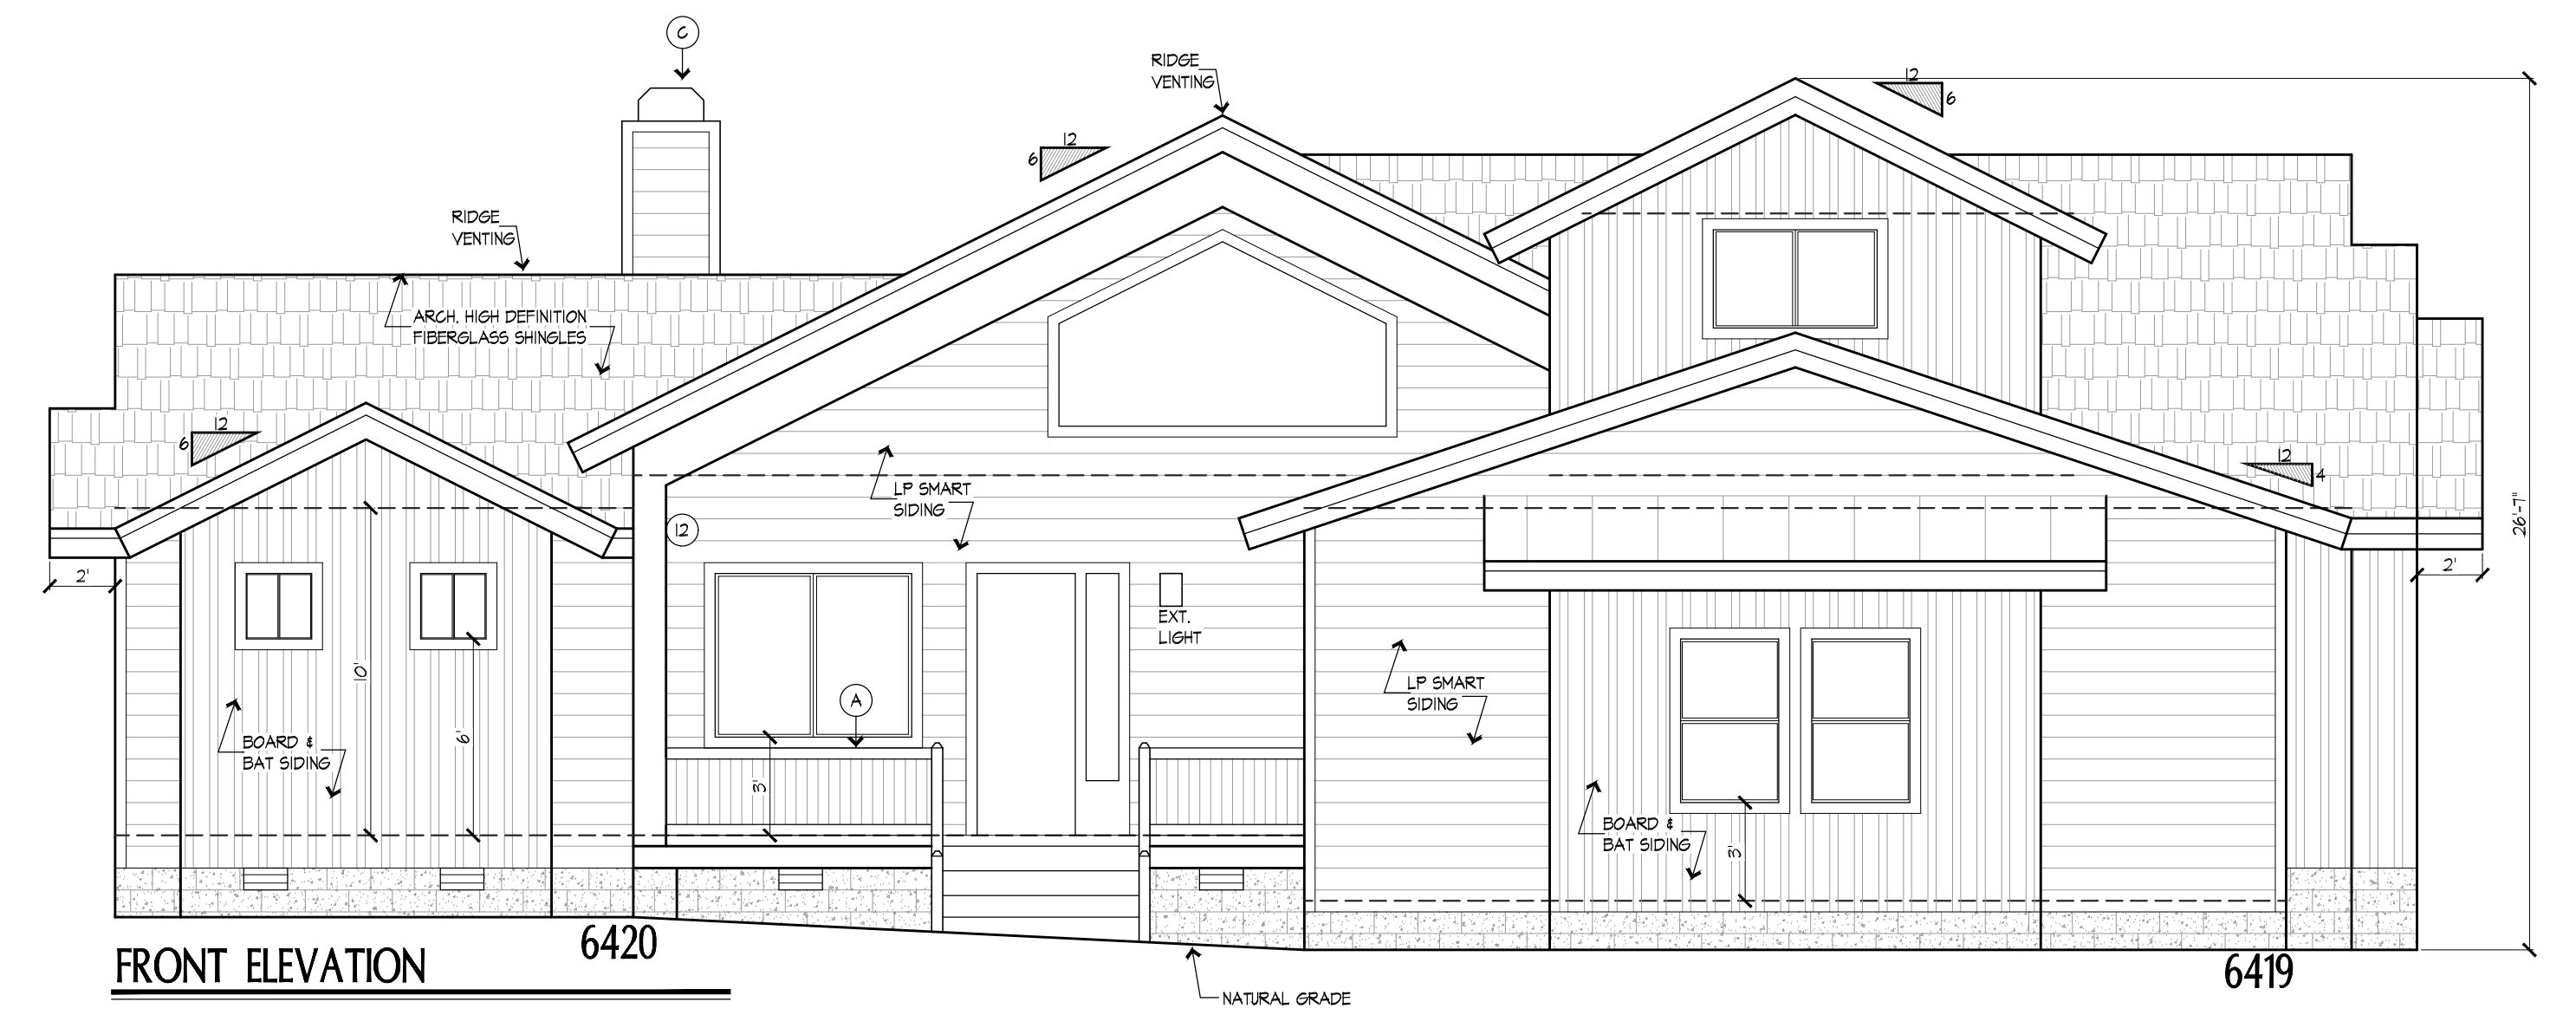 C
RIDGE
VENTING
12
6
12
6
RIDGE
VENTING
ARCH. HIGH DEFINITION
FIBERGLASS SHINGLES
12
6
12
4
LP SMART
SIDING
12
26'-7"
2'
2'
EXT.
LIGHT
10'
6'
A
3'
LP SMART
SIDING
BOARD &
BAT SIDING
BOARD &
BAT SIDING
3'
6420
FRONT ELEVATION
6419
NATURAL GRADE